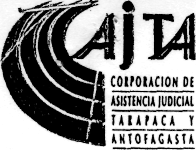 AjTA
CORPORACION DE
ASISTENCIA JUDICIAL
TARAPACA Y
ANTOFAGASTA